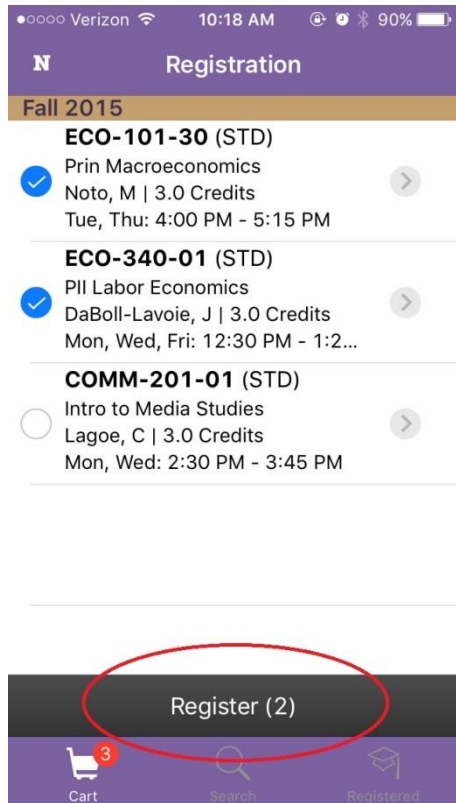 Verizon 10:18 AM 90%
N Registration
Fall 2015
ECO-101-30 (STD)
Prin Macroeconomics
Noto, M | 3.0 Credits
Tue, Thu: 4:00 PM - 5:15 PM
ECO-340-01 (STD)
PII Labor Economics
DaBoll-Lavoie, J | 3.0 Credits
Mon, Wed, Fri: 12:30 PM - 1:2...
COMM-201-01 (STD)
Intro to Media Studies
Lagoe, C | 3.0 Credits
Mon, Wed: 2:30 PM - 3:45 PM
Register (2)
3
Cart Search Registered